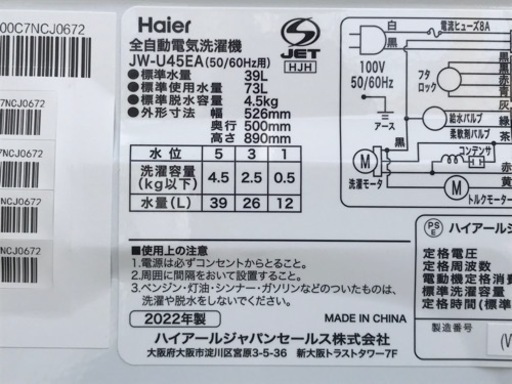 00C7NCJ0672
7NCJ0672
7NCJ0672
NCJ0672
NCJ0672
NCJ0672
Haier
全自動電気洗濯機
JW-U45EA(50/60Hz用)
S
JET
HJH
●標準水量 39L
●標準使用水量 73L
●標準脱水容量 4.5kg
●外形寸法 幅 526mm
奥行 500mm
高さ 890mm
水位 5 3 1
洗濯容量(kg以下) 4.5 2.5 0.5
水量(L) 39 26 12
使用上の注意
1.電源は必ずコンセントからとること。
2.周囲に間隔をおいて設置すること。
3.ベンジン・灯油・シンナー・ガソリンなどのついたものは、
洗濯や脱水をしないでください。
2022年製
MADE IN CHINA
ハイアールジャパンセールス株式会社
大阪府大阪市淀川区宮原3-5-36 新大阪トラストタワー7F
白
電流ヒューズ8A
黒
100V
50/60Hz
アース
フタ
ロック
黒
赤
青
灰
緑
茶
給水バルブ
柔軟剤バルブ
黒
コンデンサ
M
洗濯モータ
赤
黄
M
トルクモーター
PS
E
ハイアール
定格電圧
定格周波数
電動機定格消費
標準洗濯容量
定格時間(標準
製造番号
(V